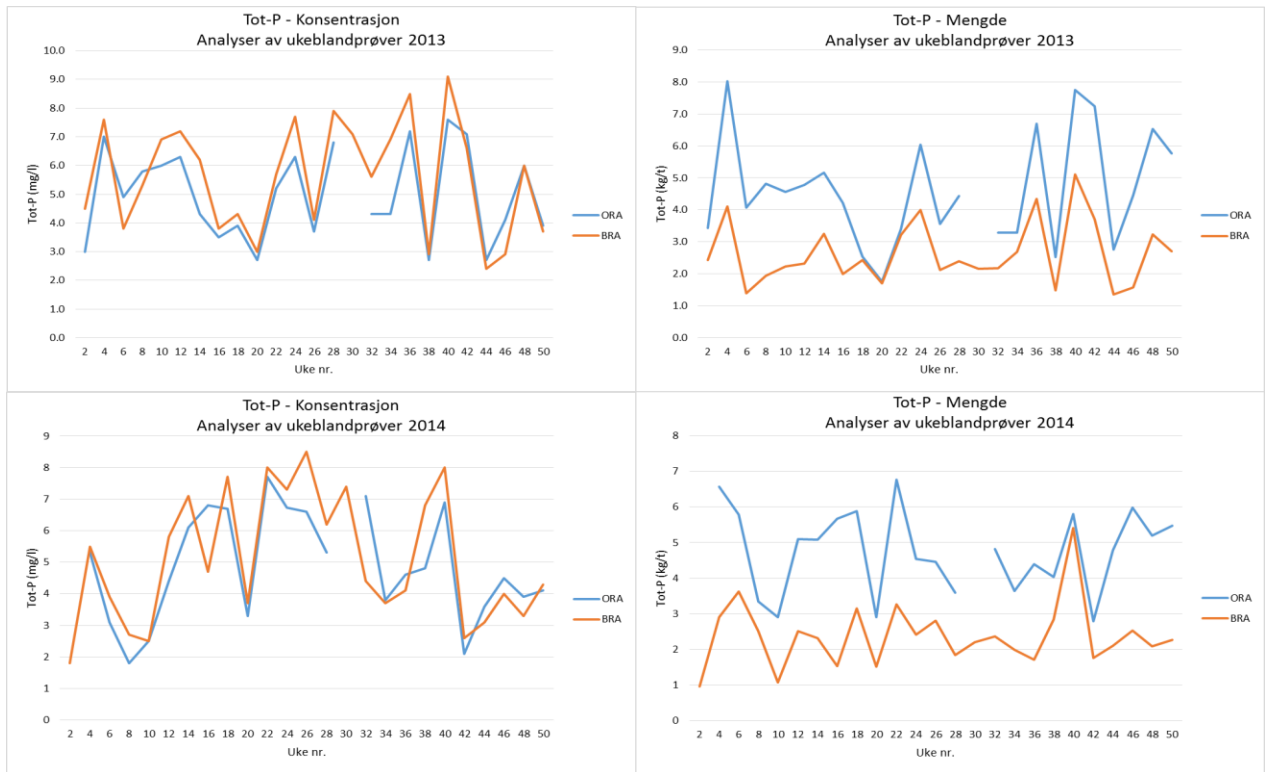 Tot-P - Konsentrasjon
Analyser av ukeblandprøver 2013
10.0
9.0
8.0
7.0
6.0
5.0
4.0
3.0
2.0
1.0
0.0
Tot-P (mg/l)
2 4 6 8 10 12 14 16 18 20 22 24 26 28 30 32 34 36 38 40 42 44 46 48 50
Uke nr.
ORA
BRA
Tot-P - Mengde
Analyser av ukeblandprøver 2013
9.0
8.0
7.0
6.0
5.0
4.0
3.0
2.0
1.0
0.0
Tot-P (kg/t)
2 4 6 8 10 12 14 16 18 20 22 24 26 28 30 32 34 36 38 40 42 44 46 48 50
Uke nr.
ORA
BRA
Tot-P - Konsentrasjon
Analyser av ukeblandprøver 2014
9
8
7
6
5
4
3
2
1
0
Tot-P (mg/l)
2 4 6 8 10 12 14 16 18 20 22 24 26 28 30 32 34 36 38 40 42 44 46 48 50
Uke nr.
ORA
BRA
Tot-P - Mengde
Analyser av ukeblandprøver 2014
8
7
6
5
4
3
2
1
0
Tot-P (kg/t)
2 4 6 8 10 12 14 16 18 20 22 24 26 28 30 32 34 36 38 40 42 44 46 48 50
Uke nr.
ORA
BRA